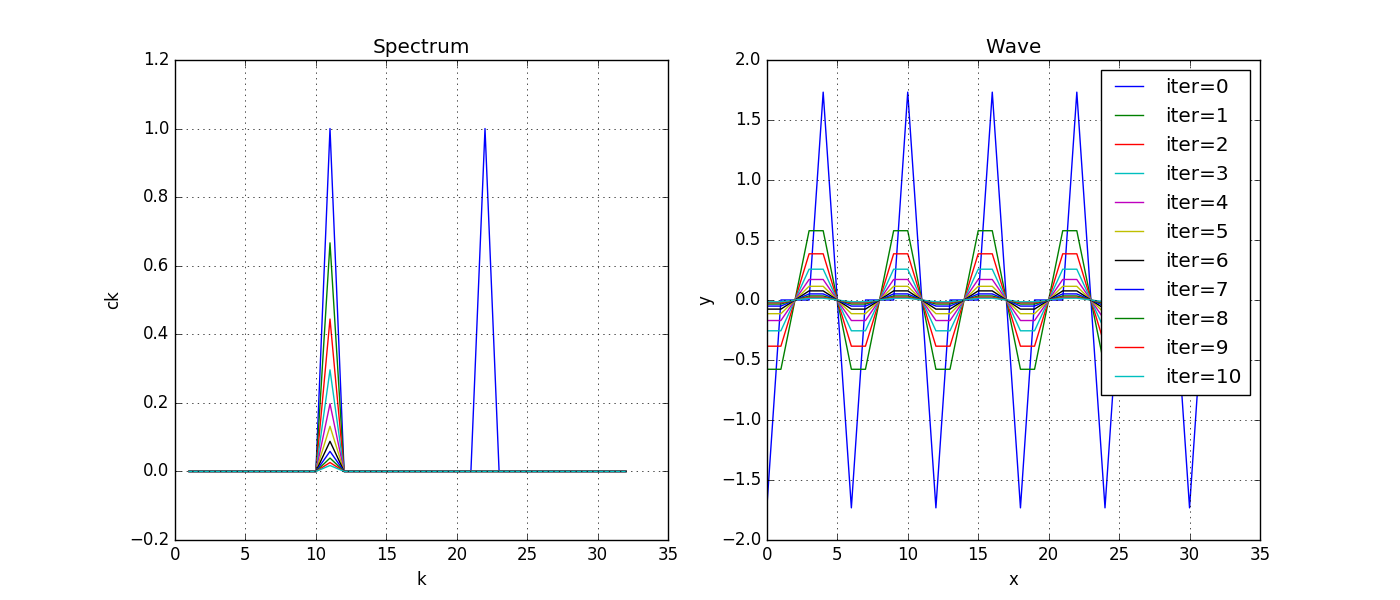 Spectrum
1.2
1.0
0.8
0.6
0.4
0.2
0.0
−0.2
ck
0 5 10 15 20 25 30 35
k
Wave
2.0
1.5
1.0
0.5
0.0
−0.5
−1.0
−1.5
−2.0
y
0 5 10 15 20 25 30 35
x
iter=0
iter=1
iter=2
iter=3
iter=4
iter=5
iter=6
iter=7
iter=8
iter=9
iter=10